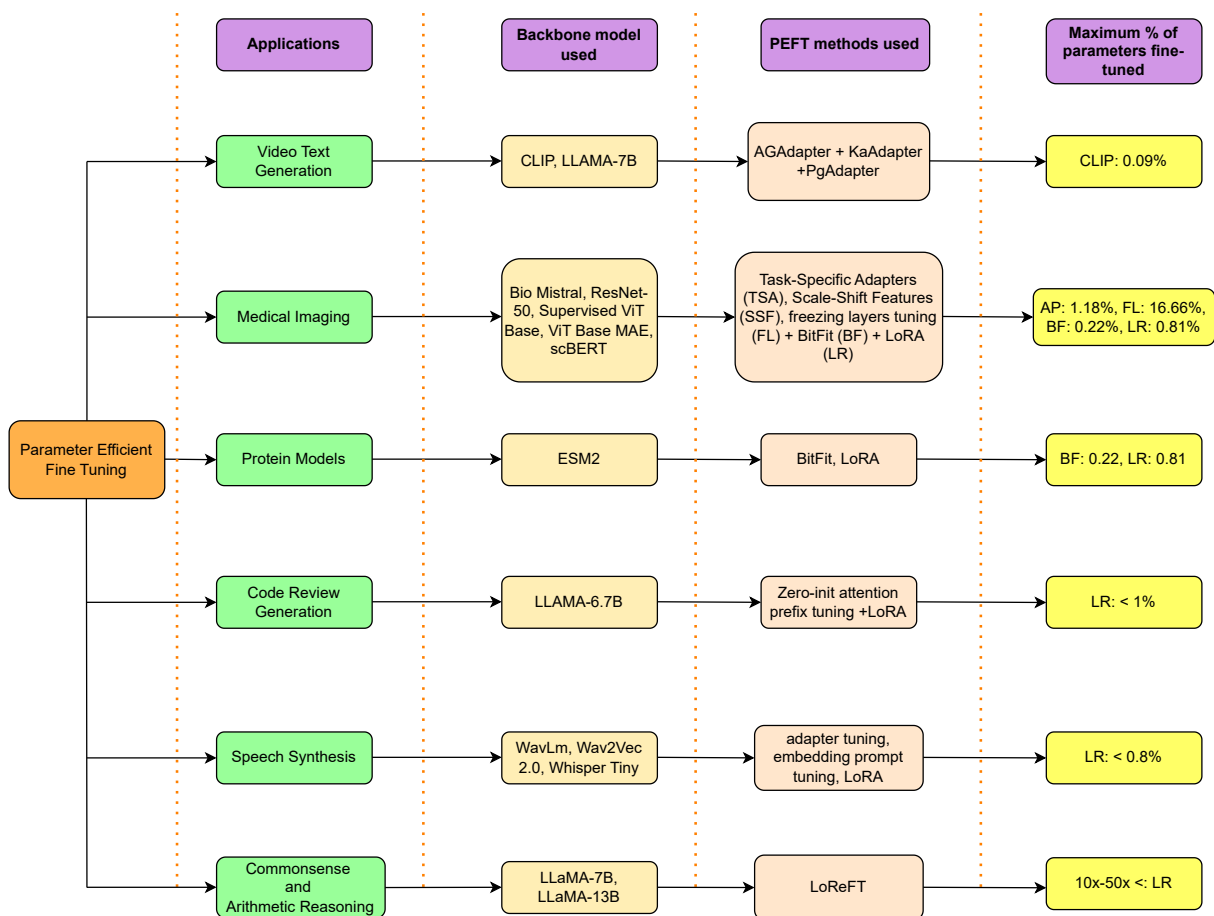 Applications
Backbone model
used
PEFT methods used
Maximum % of
parameters fine-
tuned
Video Text
Generation
CLIP, LLAMA-7B
AGAdapter + KaAdapter
+PgAdapter
CLIP: 0.09%
Medical Imaging
Bio Mistral, ResNet-
50, Supervised ViT
Base, ViT Base MAE,
scBERT
Task-Specific Adapters
(TSA), Scale-Shift Features
(SSF), freezing layers tuning
(FL) + BitFit (BF) + LoRA
(LR)
AP: 1.18%, FL: 16.66%,
BF: 0.22%, LR: 0.81%
Parameter Efficient
Fine Tuning
Protein Models
ESM2
BitFit, LoRA
BF: 0.22, LR: 0.81
Code Review
Generation
LLAMA-6.7B
Zero-init attention
prefix tuning +LoRA
LR: < 1%
Speech Synthesis
WavLm, Wav2Vec
2.0, Whisper Tiny
adapter tuning,
embedding prompt
tuning, LoRA
LR: < 0.8%
Commonsense
and
Arithmetic Reasoning
LLaMA-7B,
LLaMA-13B
LoReFT
10x-50x <: LR